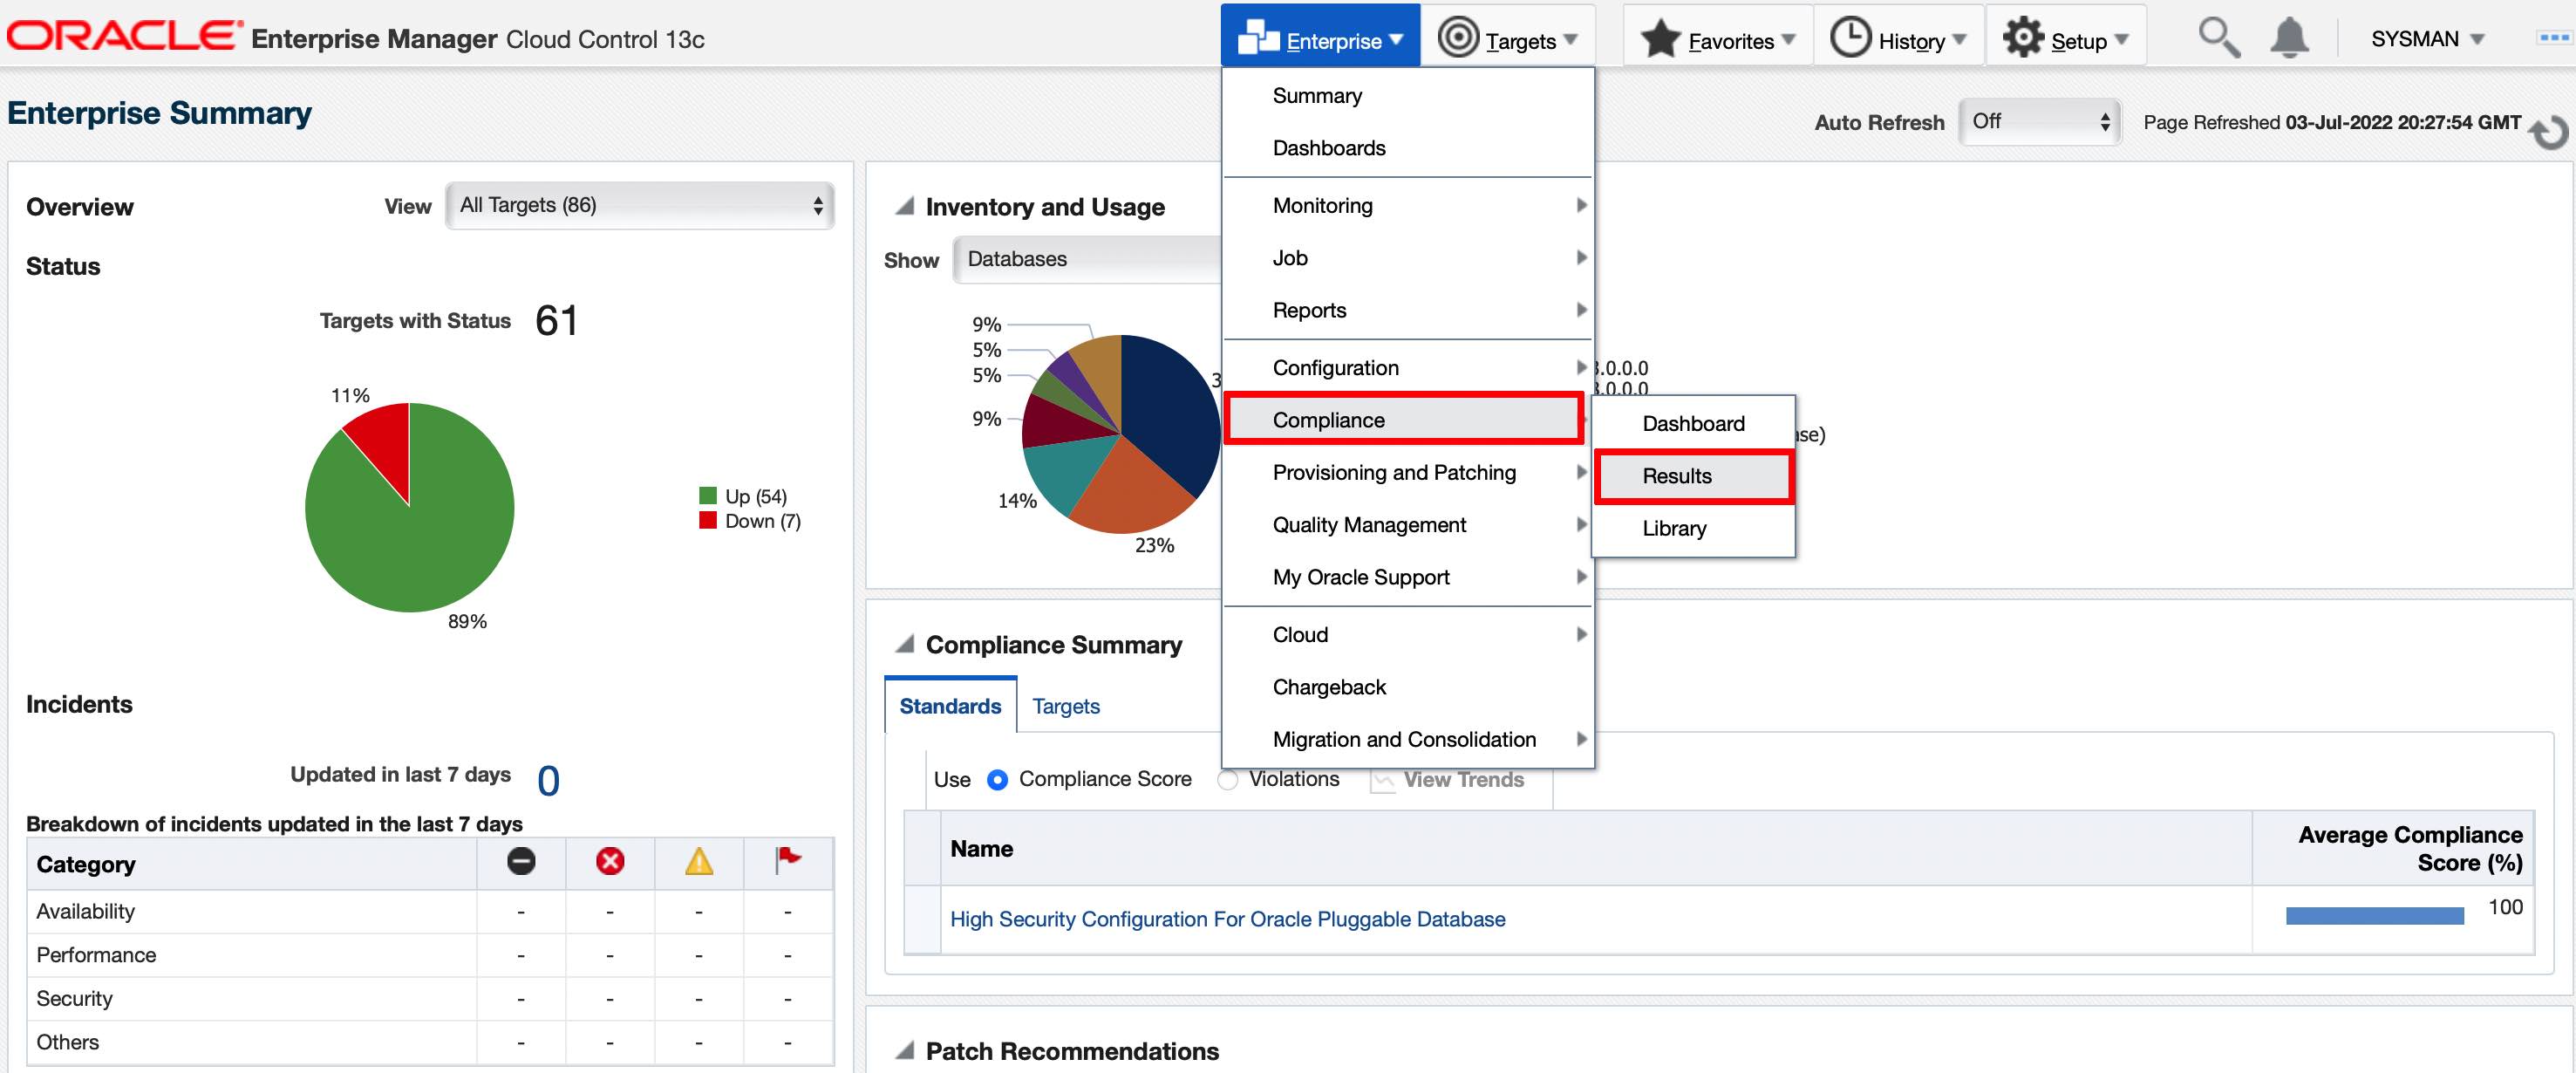 ORACLE Enterprise Manager Cloud Control 13c
Enterprise Targets Favorites History Setup SYSMAN
Enterprise Summary
Auto Refresh Off Page Refreshed 03-Jul-2022 20:27:54 GMT
Overview
View All Targets (86)
Status
Targets with Status 61
11%
89%
Up (54)
Down (7)
Incidents
Updated in last 7 days 0
Breakdown of incidents updated in the last 7 days
Category
Availability - - - -
Performance - - - -
Security - - - -
Others - - - -
Inventory and Usage
Show Databases
9%
5%
5%
9%
14%
23%
3
3.0.0.0
3.0.0.0
ase)
Summary
Dashboards
Monitoring
Job
Reports
Configuration
Compliance
Provisioning and Patching
Quality Management
My Oracle Support
Cloud
Chargeback
Migration and Consolidation
Dashboard
Results
Library
Compliance Summary
Standards Targets
Use Compliance Score Violations View Trends
Name
Average Compliance
Score (%)
High Security Configuration For Oracle Pluggable Database
100
Patch Recommendations